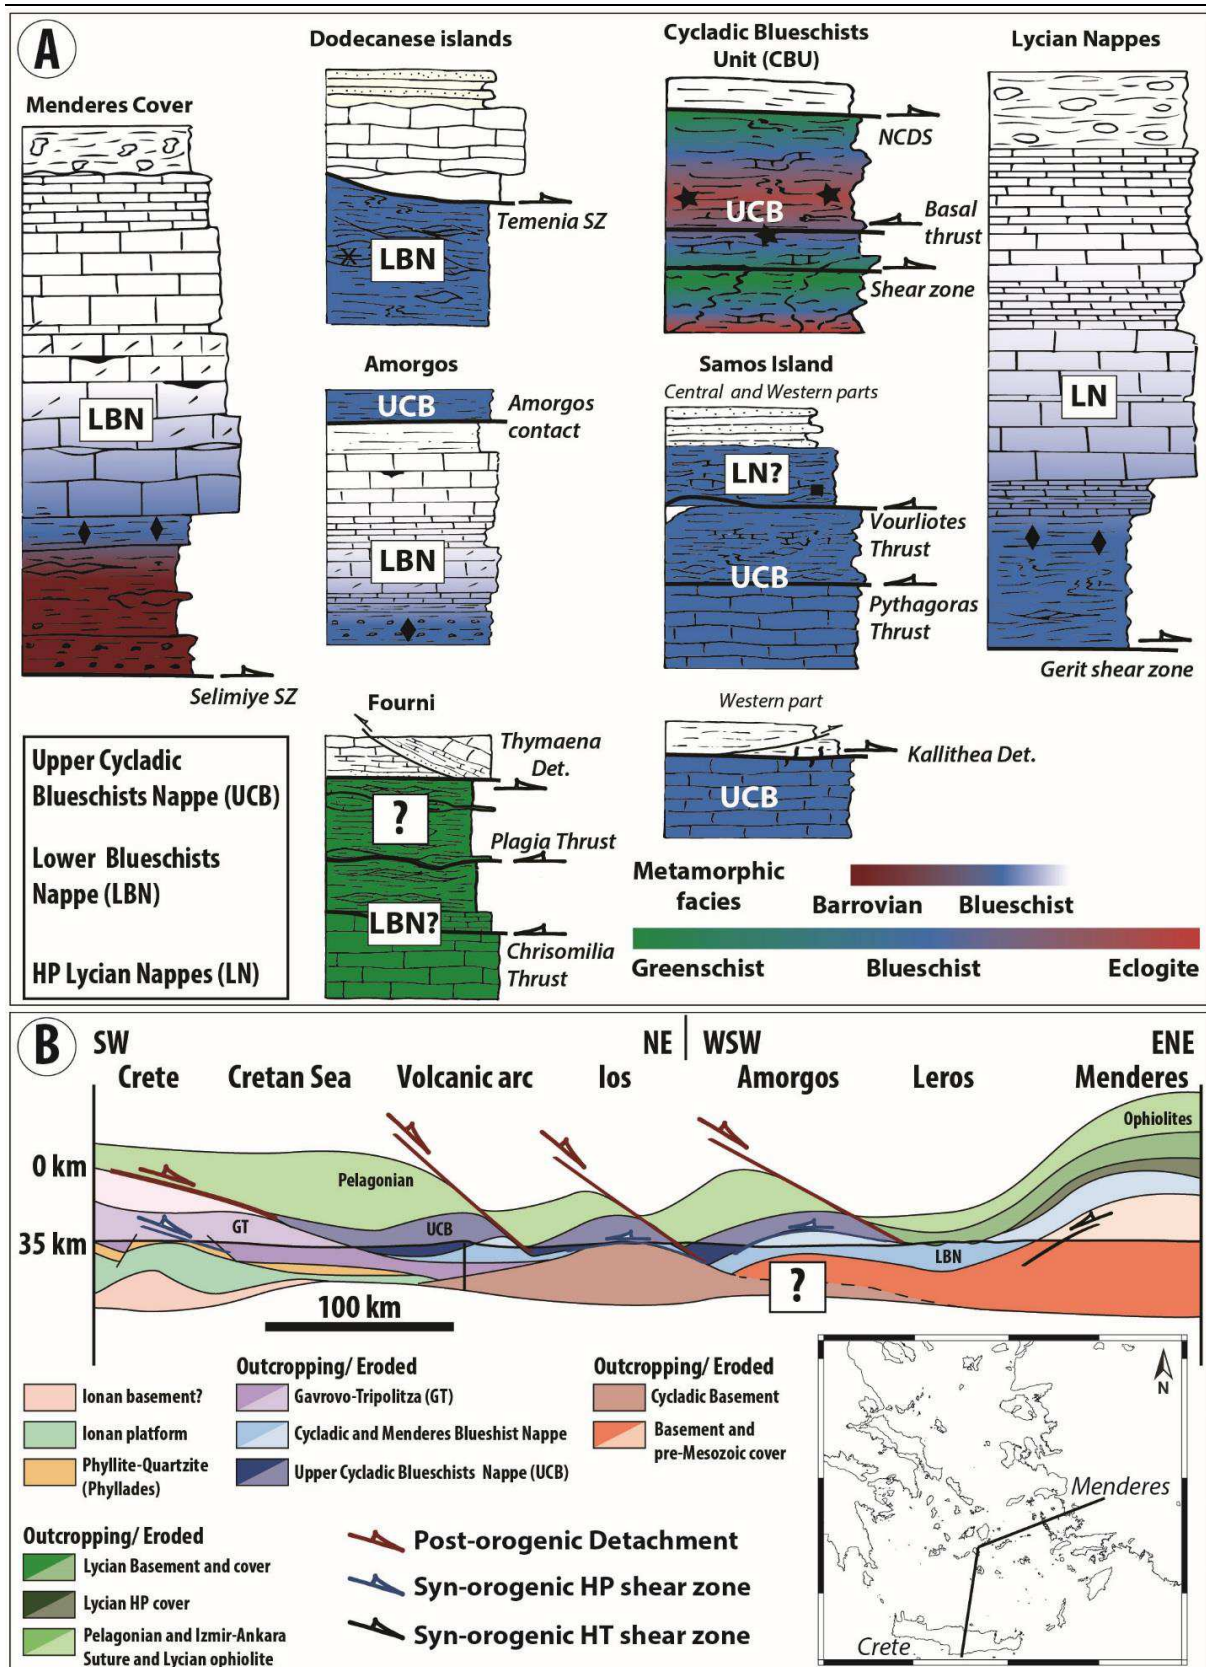 A
Menderes Cover
LBN
Selimiye SZ
Dodecanese islands
Temenia SZ
LBN
Amorgos
UCB
Amorgos
contact
LBN
Fourni
Thymaena
Det.
?
Plagia Thrust
LBN?
Chrisomilia
Thrust
Cycladic Blueschists
Unit (CBU)
NCDS
UCB
Basal
thrust
Shear zone
Samos Island
Central and Western parts
LN?
Vourliotes
Thrust
UCB
Pythagoras
Thrust
Western part
Kallithea Det.
UCB
Lycian Nappes
LN
Gerit shear zone
Upper Cycladic
Blueschists Nappe (UCB)
Lower Blueschists
Nappe (LBN)
HP Lycian Nappes (LN)
Metamorphic
facies
Barrovian Blueschist
Greenschist Blueschist Eclogite
B
SW NE WSW ENE
Crete Cretan Sea Volcanic arc Ios Amorgos Leros Menderes
Ophiolites
0 km
Pelagonian
GT
UCB
35 km
LBN
?
100 km
Ionan basement?
Ionan platform
Phyllite-Quartzite
(Phyllades)
Outcropping/ Eroded
Gavrovo-Tripolitza (GT)
Cycladic and Menderes Blueshist Nappe
Upper Cycladic Blueschists Nappe (UCB)
Outcropping/ Eroded
Cycladic Basement
Basement and
pre-Mesozoic cover
Outcropping/ Eroded
Lycian Basement and cover
Lycian HP cover
Pelagonian and Izmir-Ankara
Suture and Lycian ophiolite
Post-orogenic Detachment
Syn-orogenic HP shear zone
Syn-orogenic HT shear zone
N
Menderes
Crete